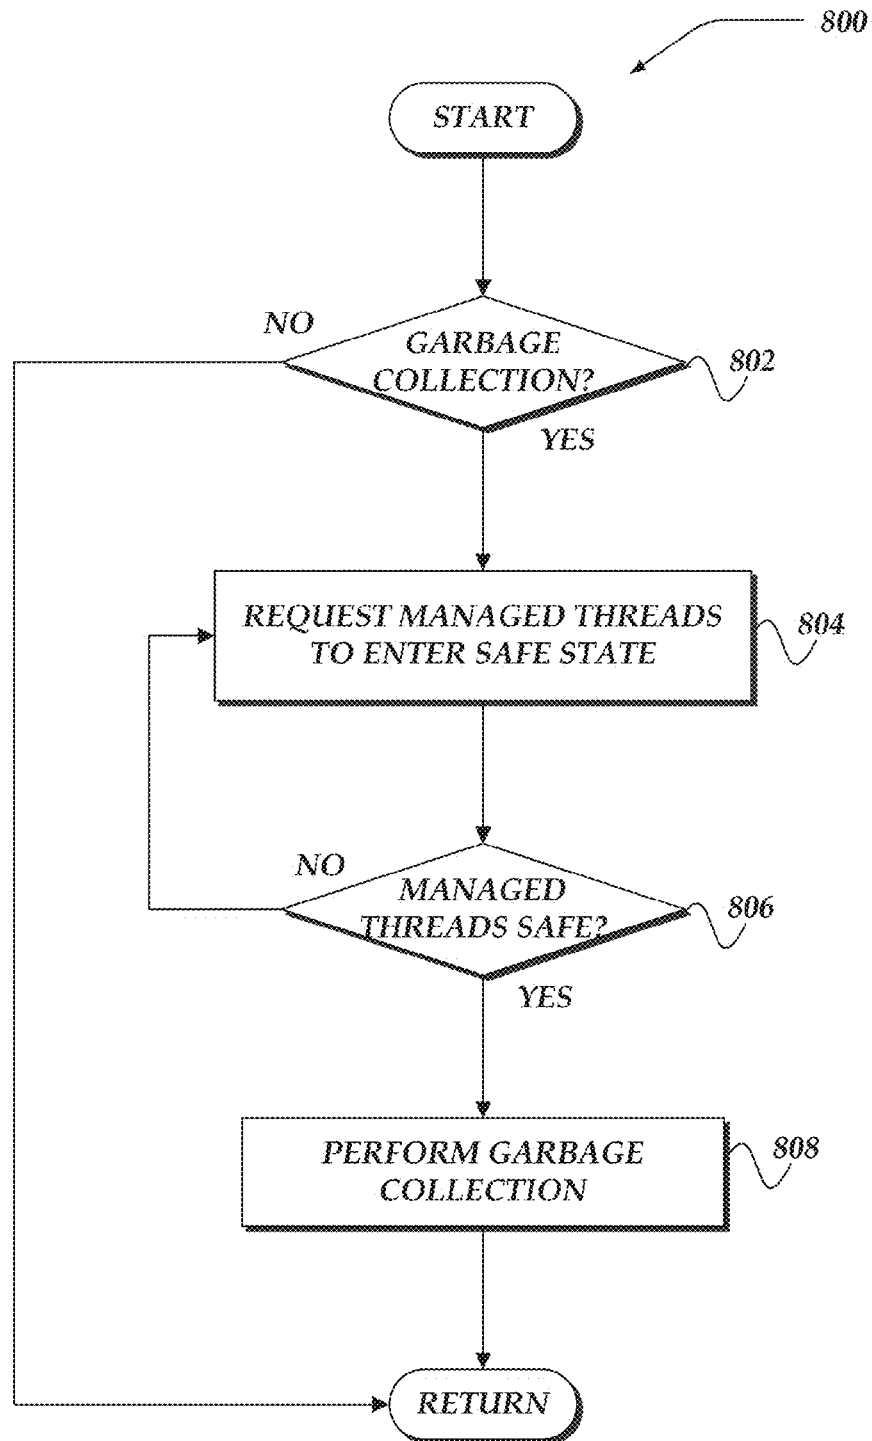 800
START
NO
GARBAGE
COLLECTION?
802
YES
REQUEST MANAGED THREADS
TO ENTER SAFE STATE
804
NO
MANAGED
THREADS SAFE?
806
YES
PERFORM GARBAGE
COLLECTION
808
RETURN